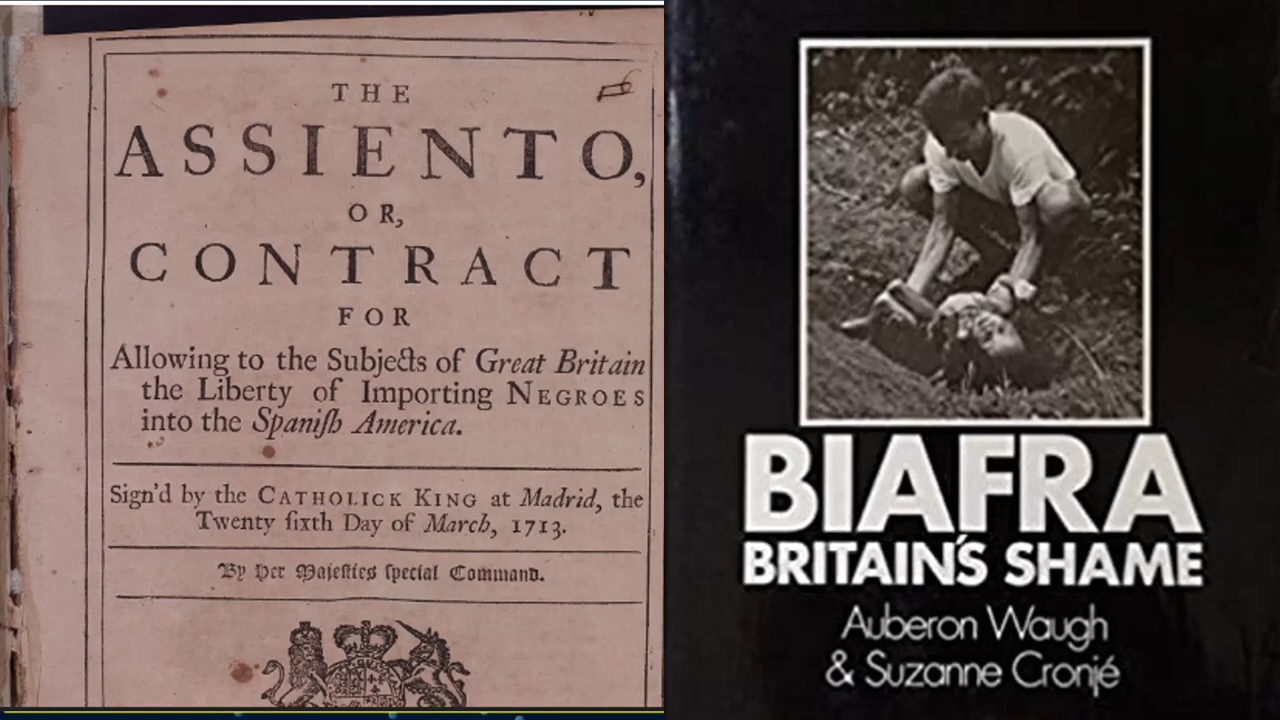 THE
ASSIENTO,
OR,
CONTRACT
FOR
Allowing to the Subjects of Great Britain
the Liberty of Importing NEGROES
into the Spaniſh America.
Sign'd by the CATHOLICK KING at Madrid, the
Twenty ſixth Day of March, 1713.
By Her Majeſties ſpecial Command.
BIAFRA
BRITAIN'S SHAME
Auberon Waugh
& Suzanne Cronjé